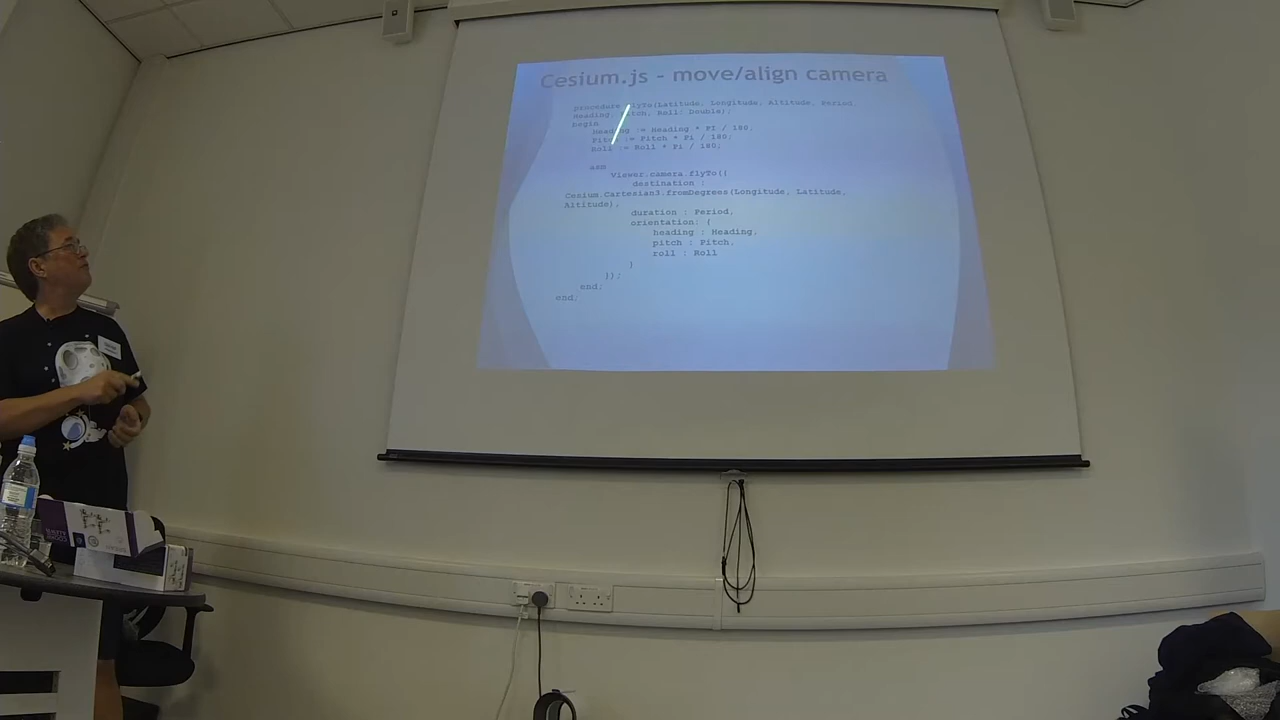 Cesium.js - move/align camera
procedure flyTo(Latitude, Longitude, Altitude, Period,
Heading, Pitch, Roll: Double);
begin
Heading := Heading * PI / 180;
Pitch := Pitch * Pi / 180;
Roll := Roll * Pi / 180;
asm
Viewer.camera.flyTo({
destination :
Cesium.Cartesian3.fromDegrees(Longitude, Latitude,
Altitude),
duration : Period,
orientation: {
heading : Heading,
pitch : Pitch,
roll : Roll
}
});
end;
end;